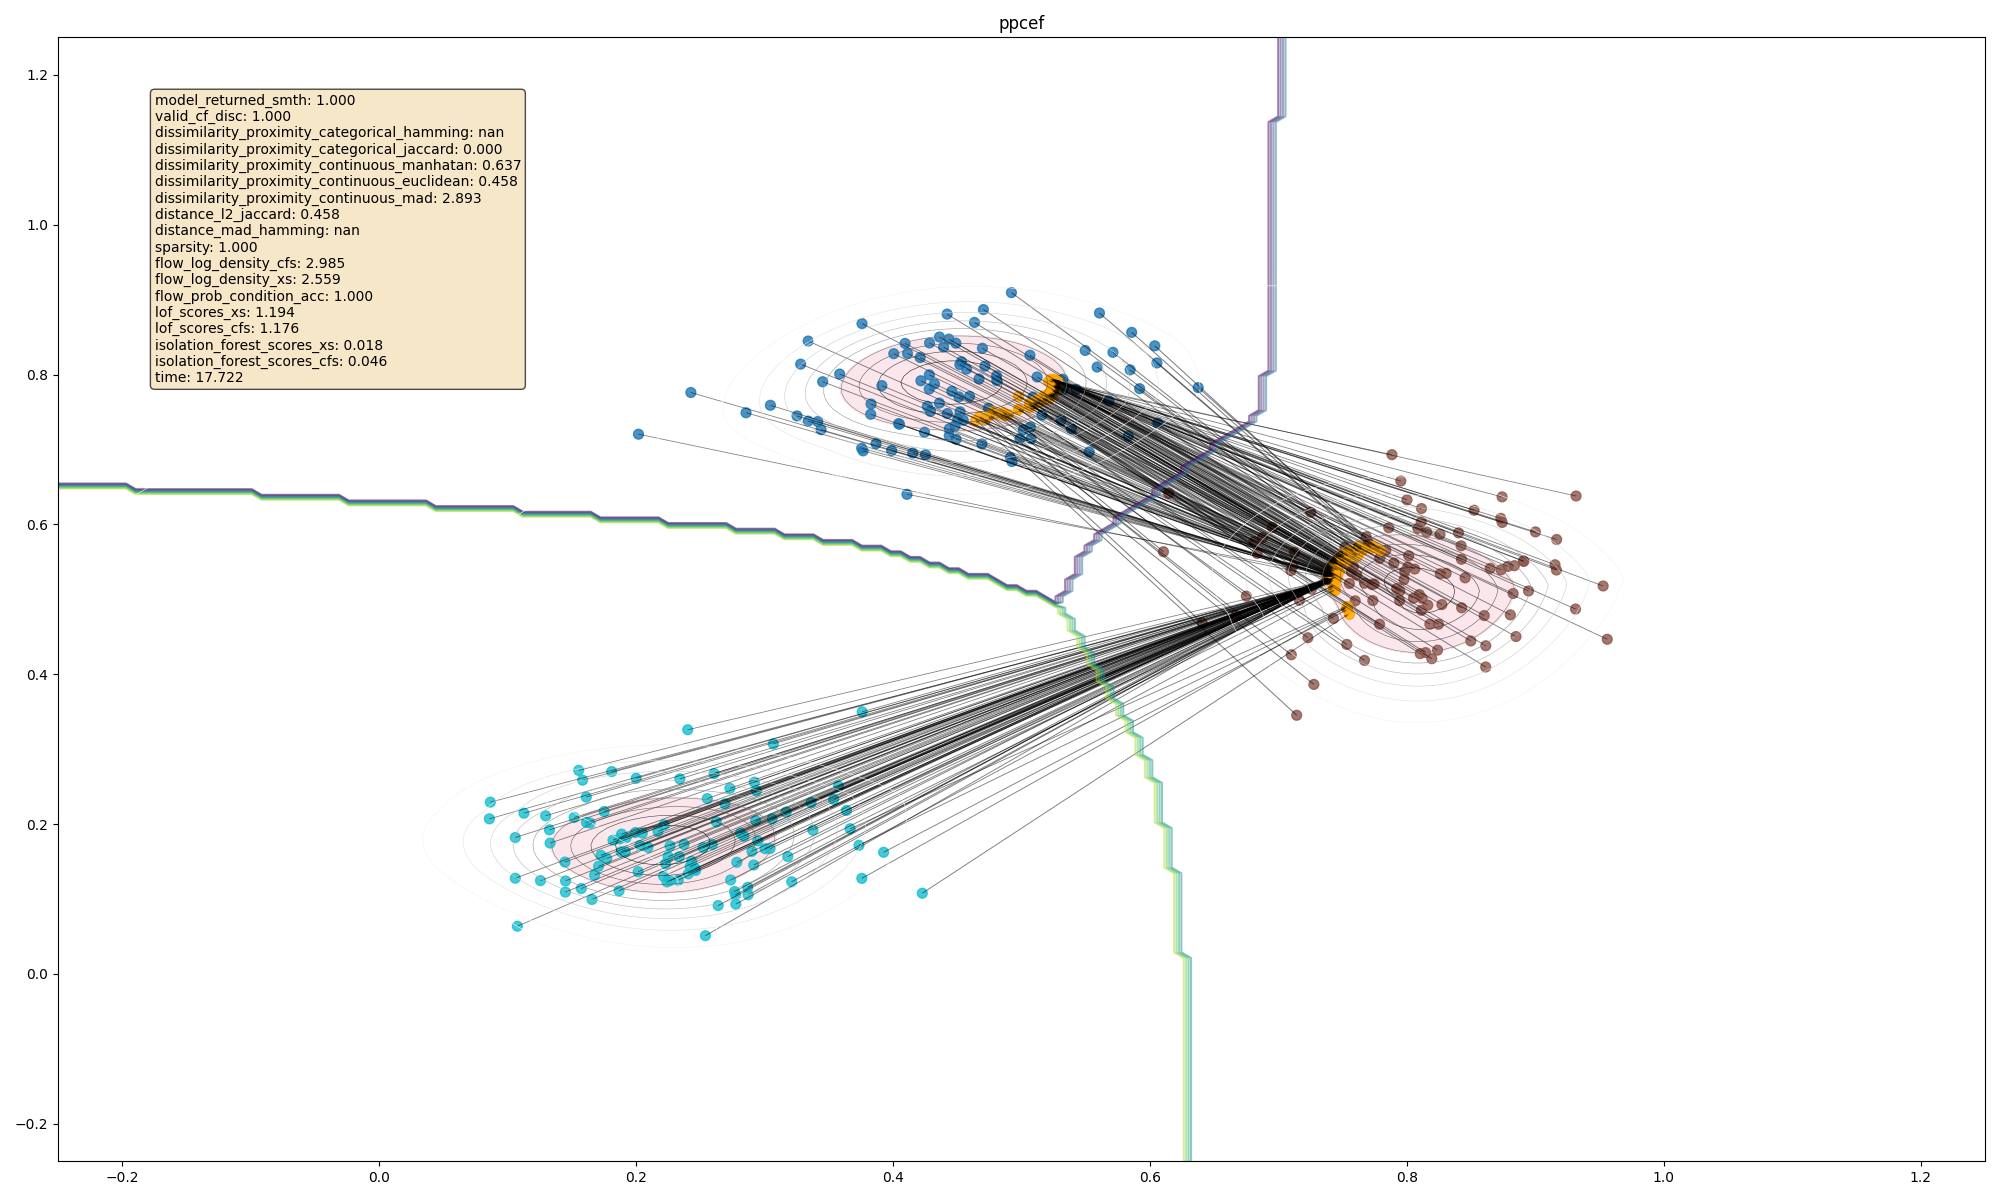 ppcef
model_returned_smth: 1.000
valid_cf_disc: 1.000
dissimilarity_proximity_categorical_hamming: nan
dissimilarity_proximity_categorical_jaccard: 0.000
dissimilarity_proximity_continuous_manhatan: 0.637
dissimilarity_proximity_continuous_euclidean: 0.458
dissimilarity_proximity_continuous_mad: 2.893
distance_l2_jaccard: 0.458
distance_mad_hamming: nan
sparsity: 1.000
flow_log_density_cfs: 2.985
flow_log_density_xs: 2.559
flow_prob_condition_acc: 1.000
lof_scores_xs: 1.194
lof_scores_cfs: 1.176
isolation_forest_scores_xs: 0.018
isolation_forest_scores_cfs: 0.046
time: 17.722
1.2
1.0
0.8
0.6
0.4
0.2
0.0
−0.2
−0.2 0.0 0.2 0.4 0.6 0.8 1.0 1.2